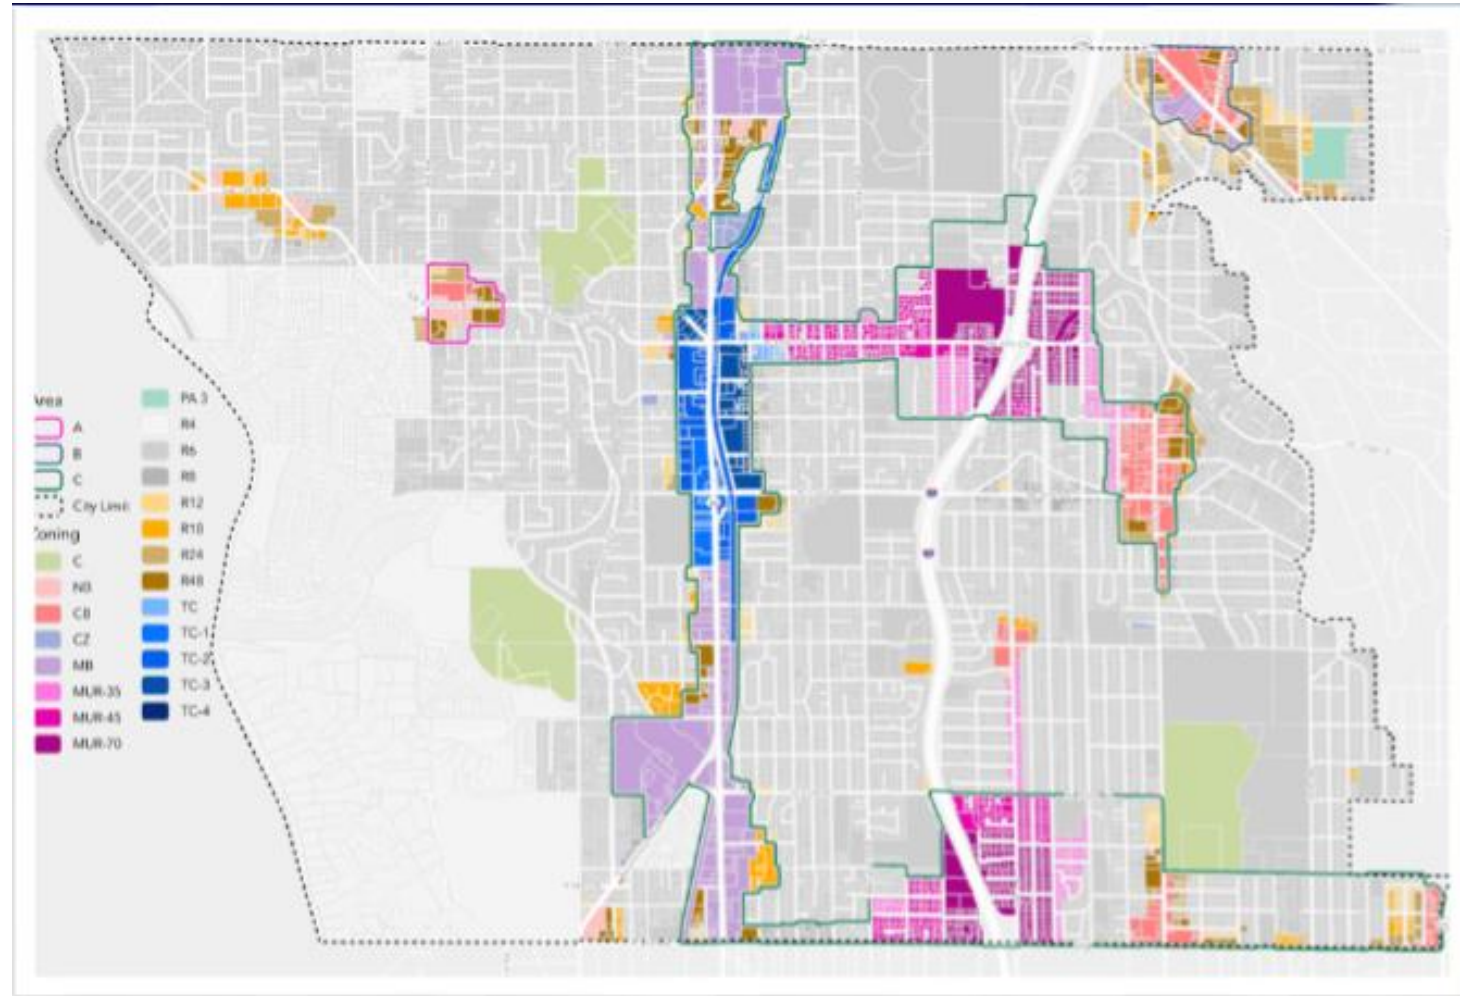 Area
A
B
C
City Limit
Zoning
C
NB
CB
CZ
MB
MUR-35
MUR-45
MUR-70
PA 3
R4
R6
R8
R12
R18
R24
R48
TC
TC-1
TC-2
TC-3
TC-4